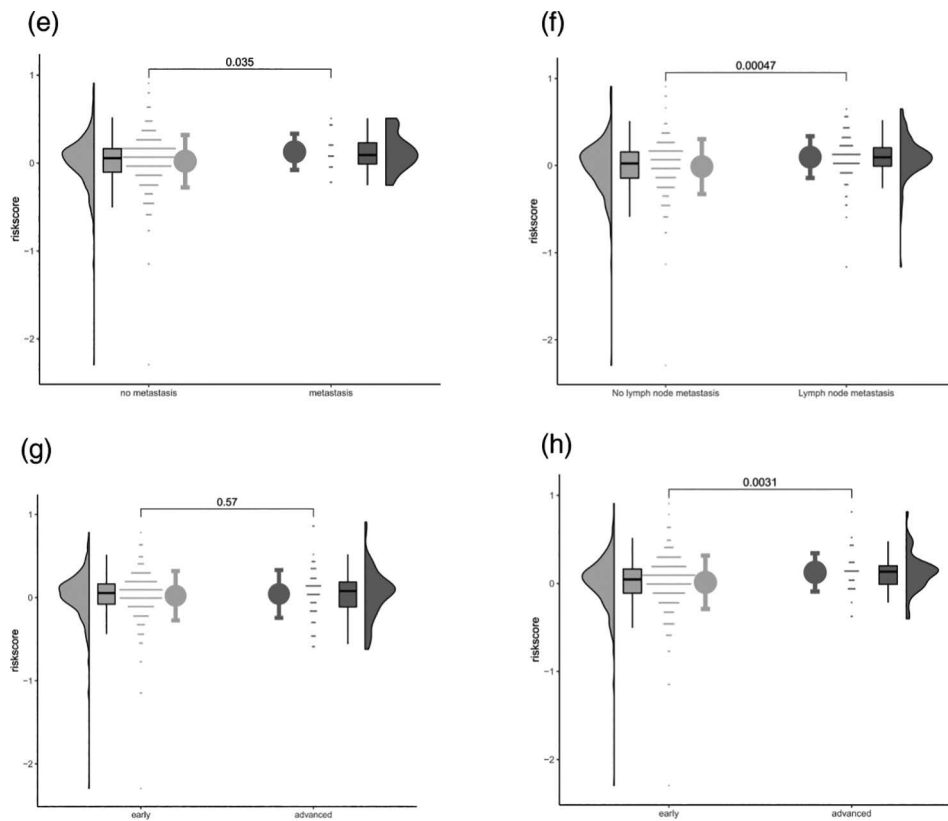 (e)
0.035
1
0
−1
−2
riskscore
no metastasis
metastasis
(f)
0.00047
1
0
−1
−2
riskscore
No lymph node metastasis
Lymph node metastasis
(g)
0.57
1
0
−1
−2
riskscore
early
advanced
(h)
0.0031
1
0
−1
−2
riskscore
early
advanced